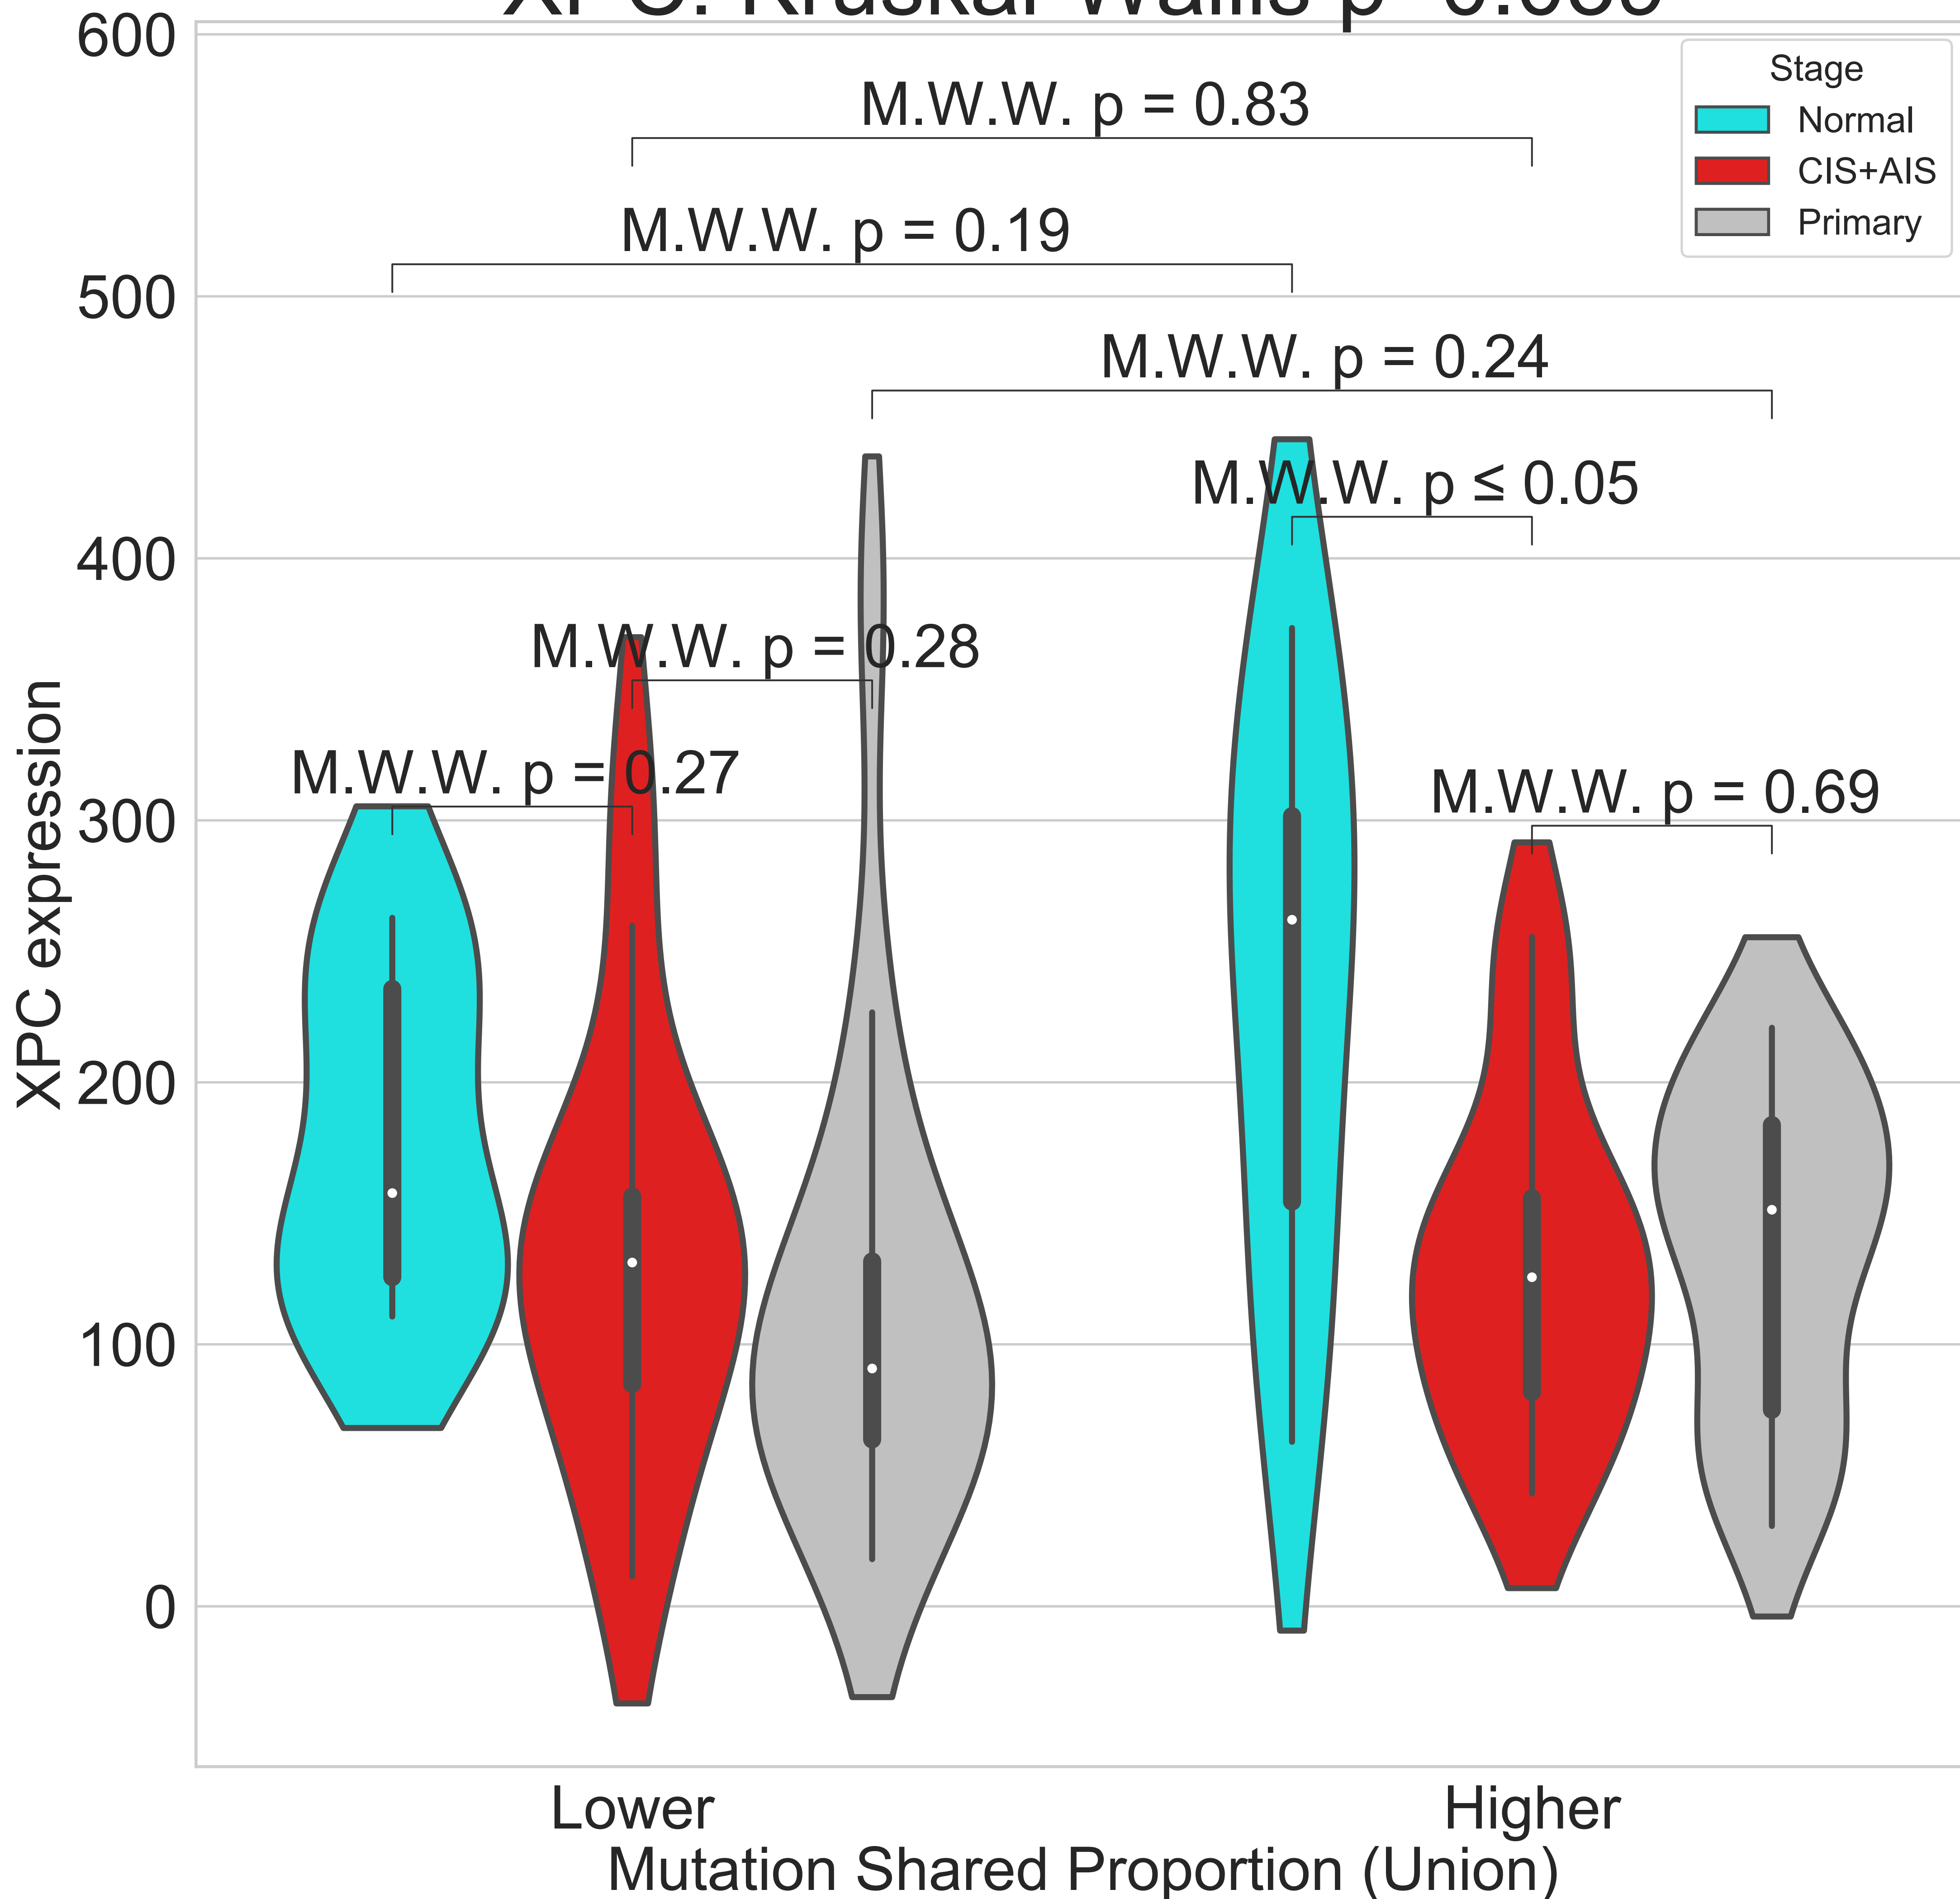 600
M.W.W. p = 0.83
Stage
Normal
CIS+AIS
Primary
M.W.W. p = 0.19
500
M.W.W. p = 0.24
M.W.W. p ≤ 0.05
400
M.W.W. p = 0.28
M.W.W. p = 0.27
M.W.W. p = 0.69
300
XPC expression
200
100
0
Lower
Higher
Mutation Shared Proportion (Union)